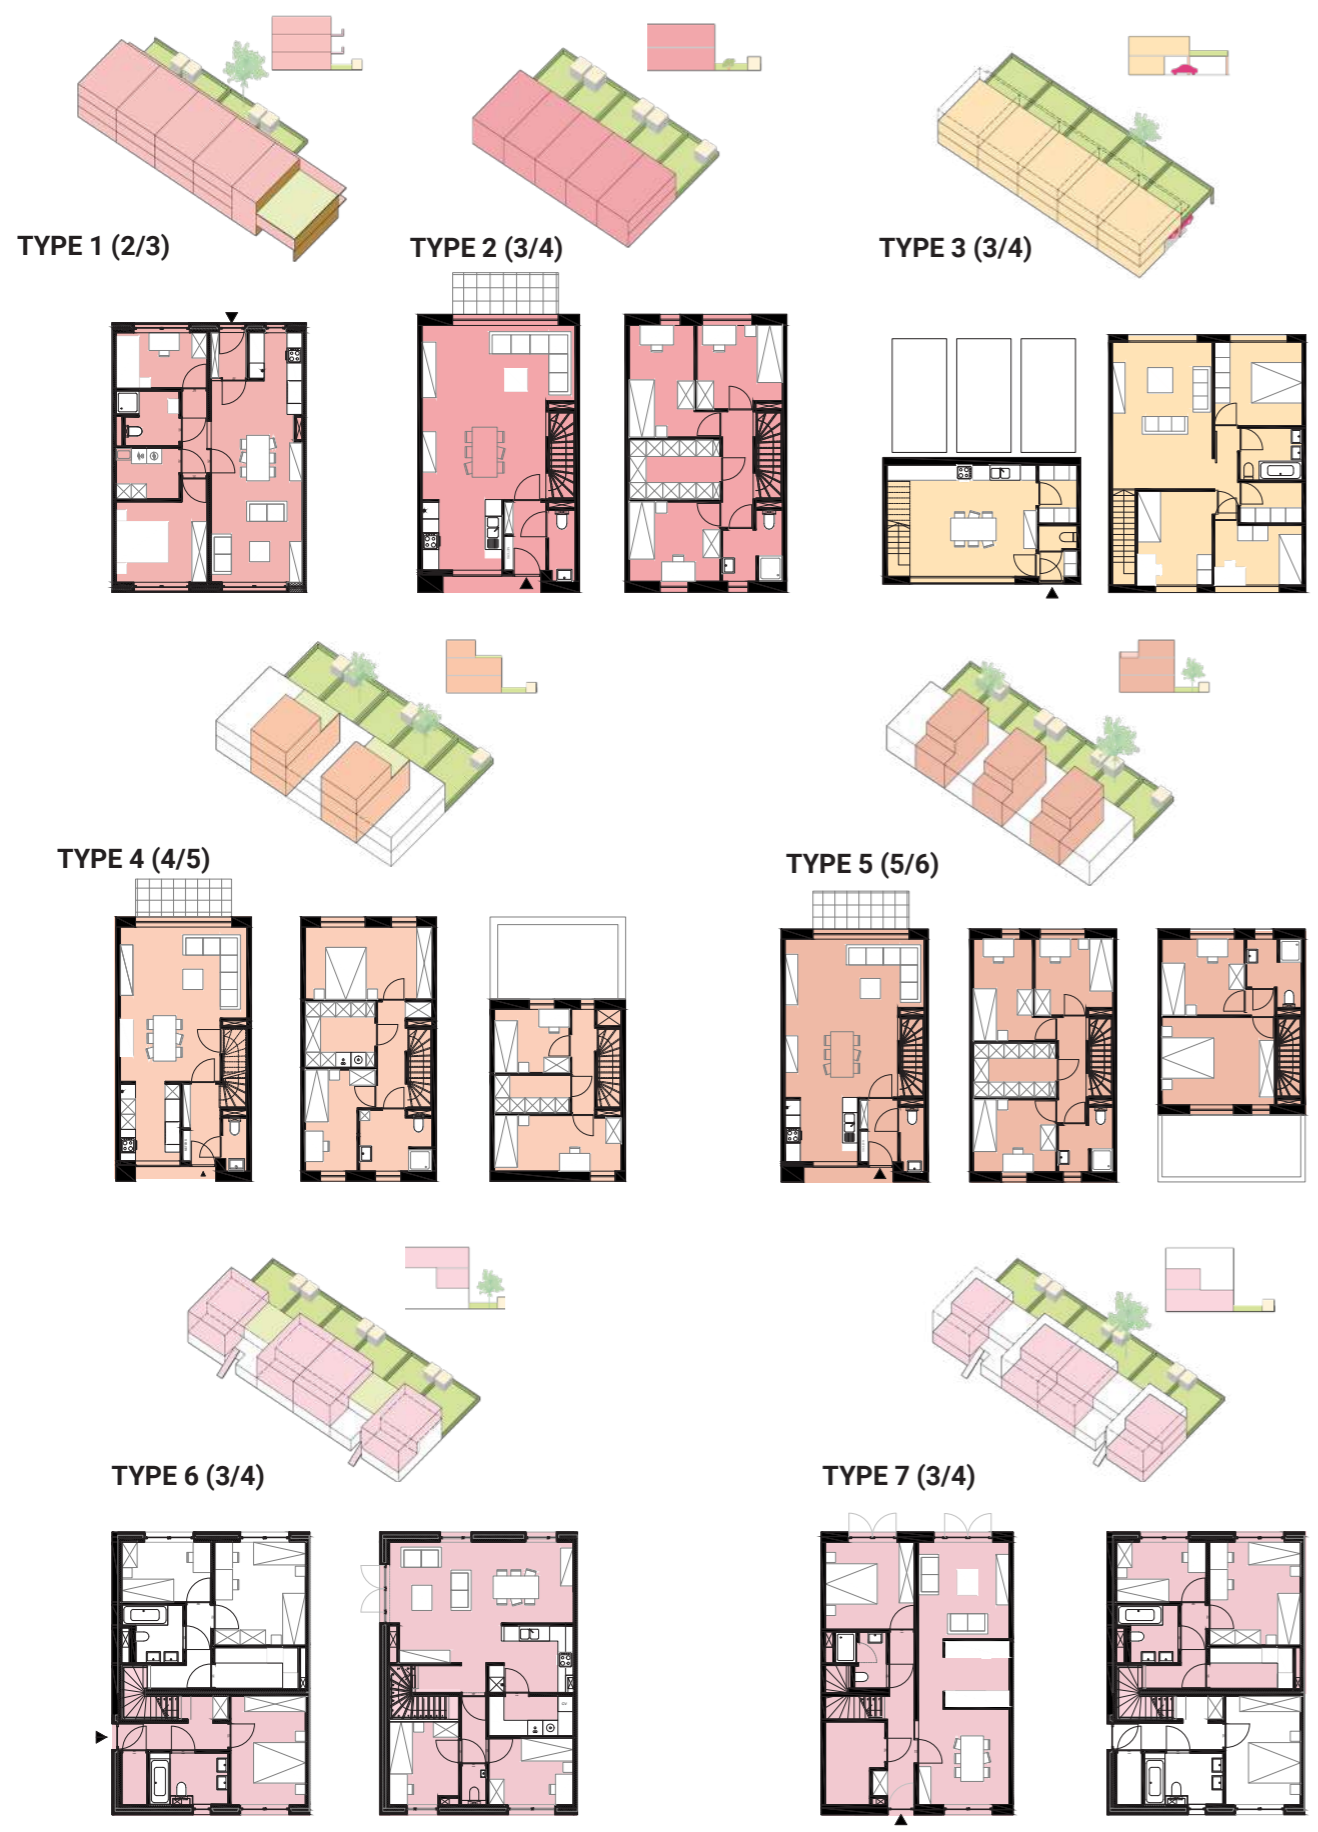 TYPE 1 (2/3)
TYPE 2 (3/4)
TYPE 3 (3/4)
TYPE 4 (4/5)
TYPE 5 (5/6)
TYPE 6 (3/4)
TYPE 7 (3/4)